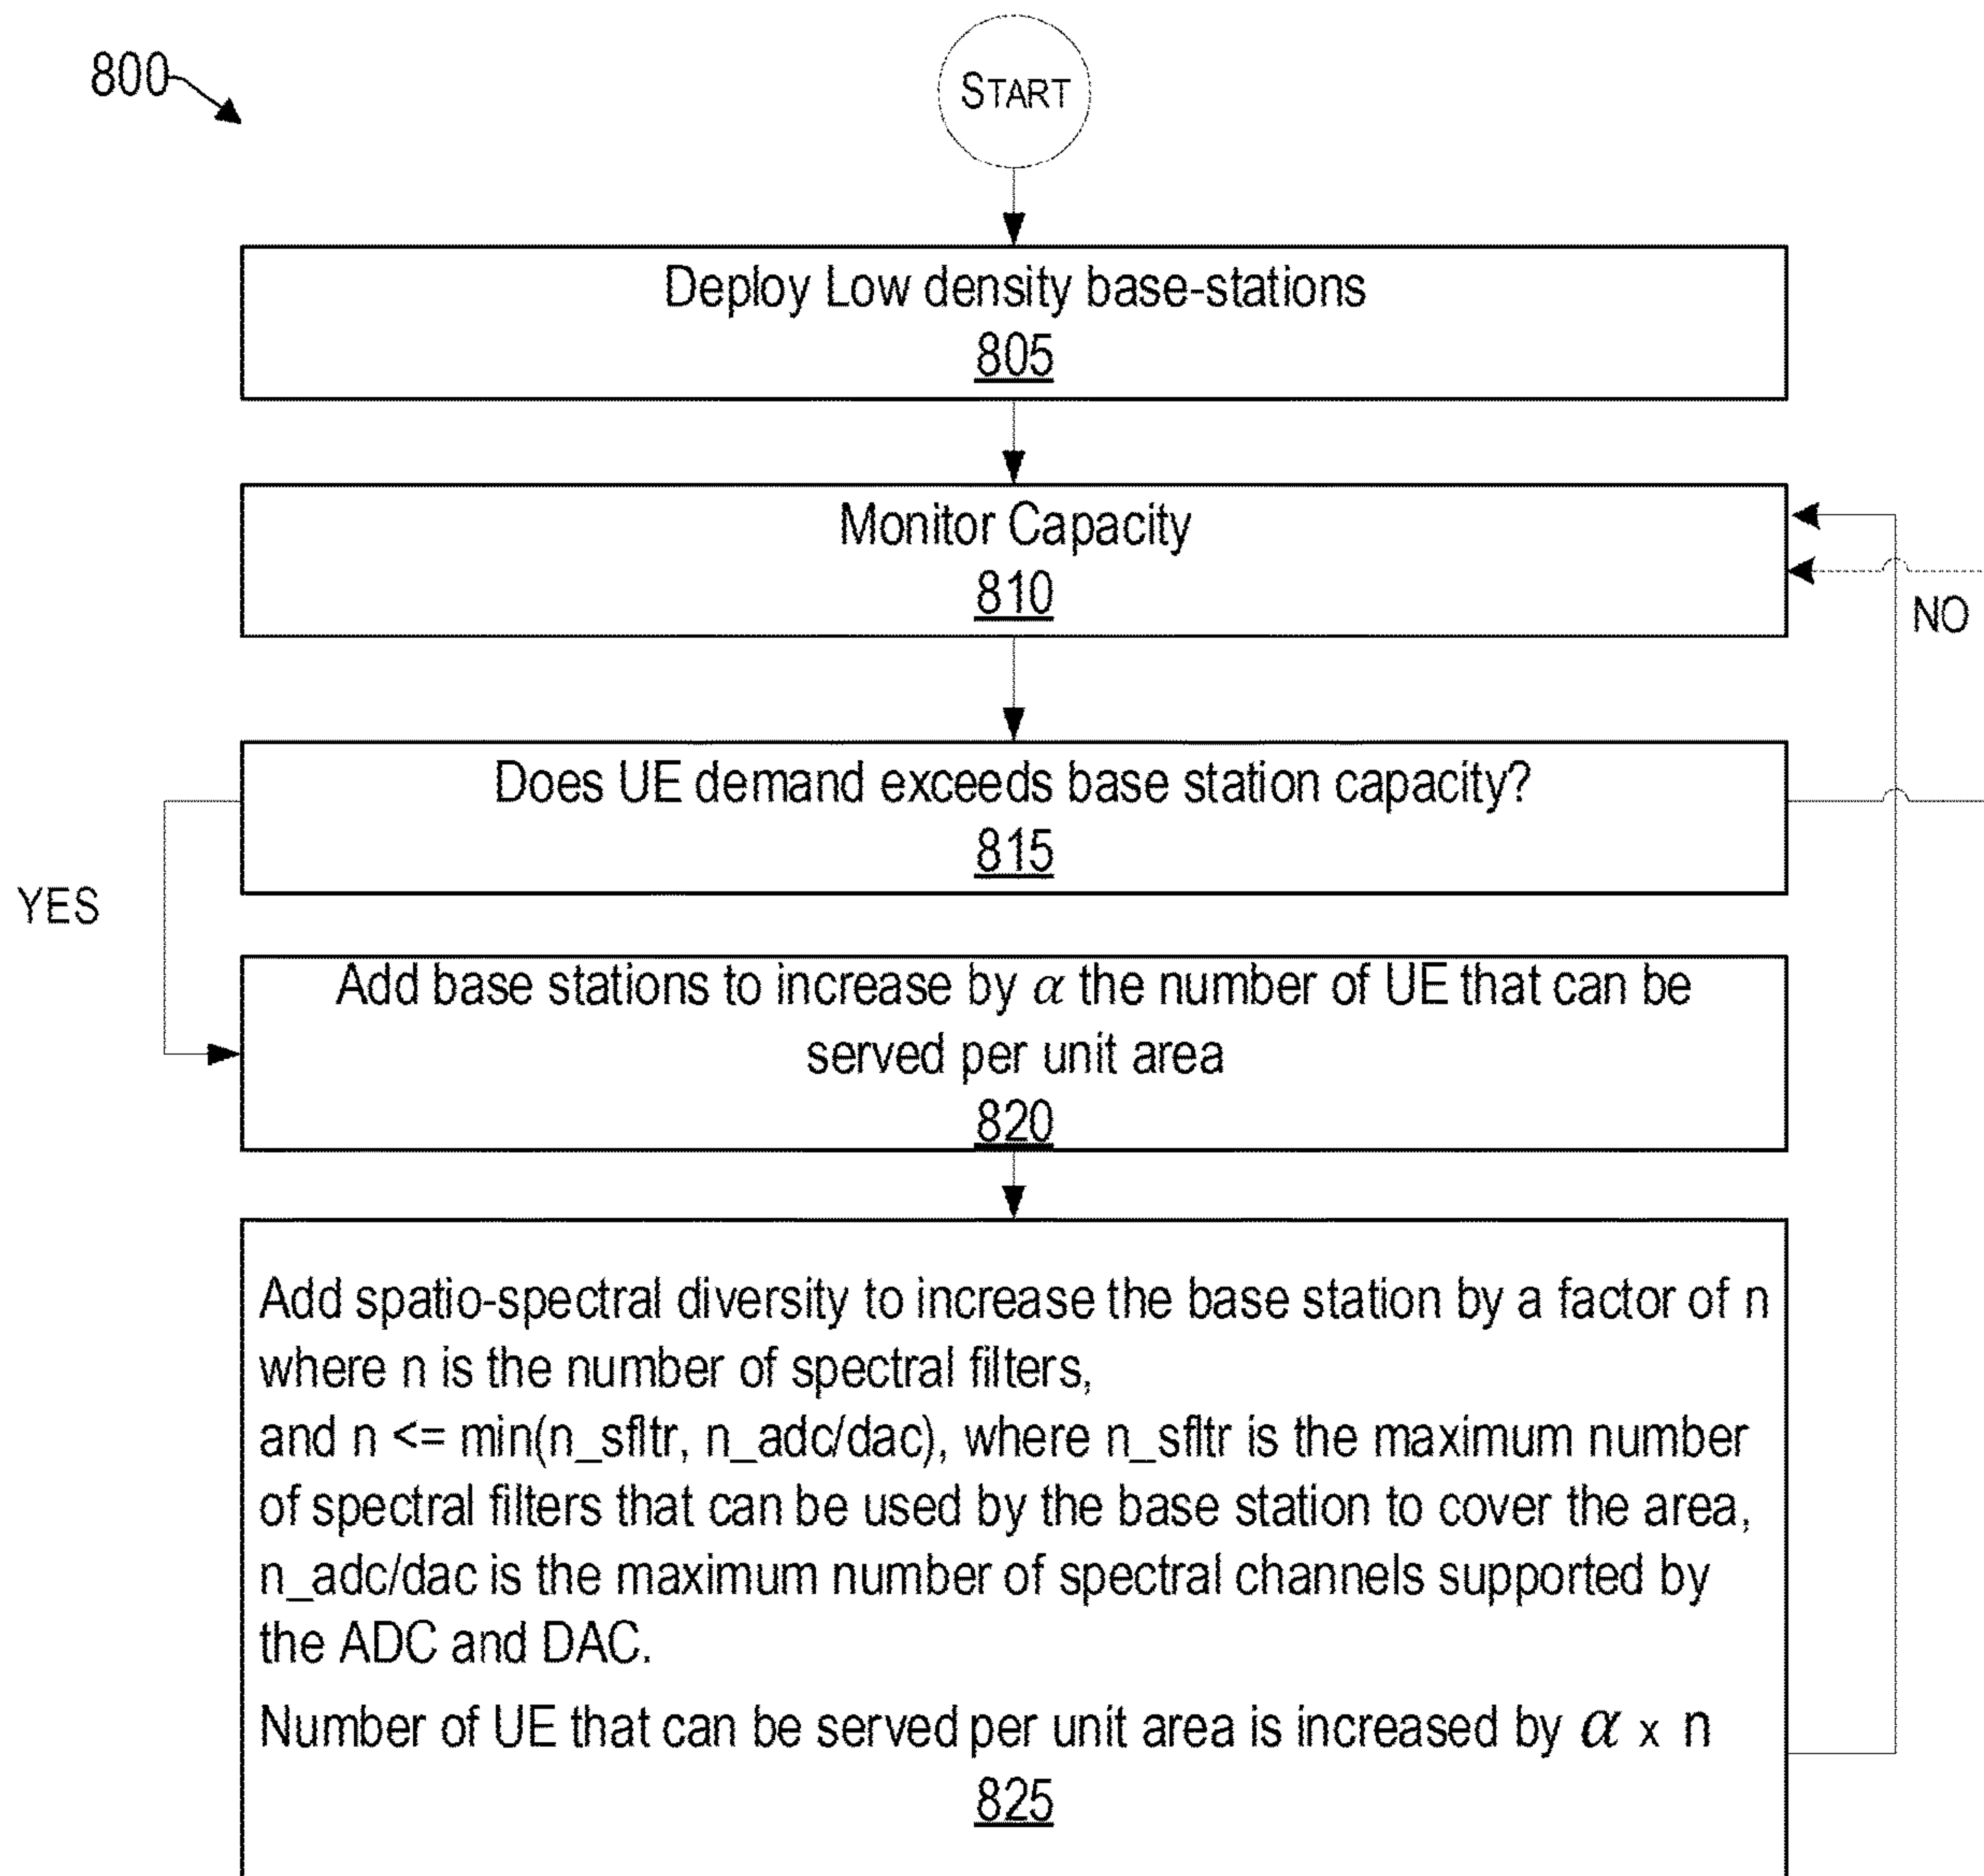 800
START
Deploy Low density base-stations
805
Monitor Capacity
810
NO
Does UE demand exceeds base station capacity?
815
YES
Add base stations to increase by α the number of UE that can be
served per unit area
820
Add spatio-spectral diversity to increase the base station by a factor of n
where n is the number of spectral filters,
and n <= min(n_sfltr, n_adc/dac), where n_sfltr is the maximum number
of spectral filters that can be used by the base station to cover the area,
n_adc/dac is the maximum number of spectral channels supported by
the ADC and DAC.
Number of UE that can be served per unit area is increased by α x n
825